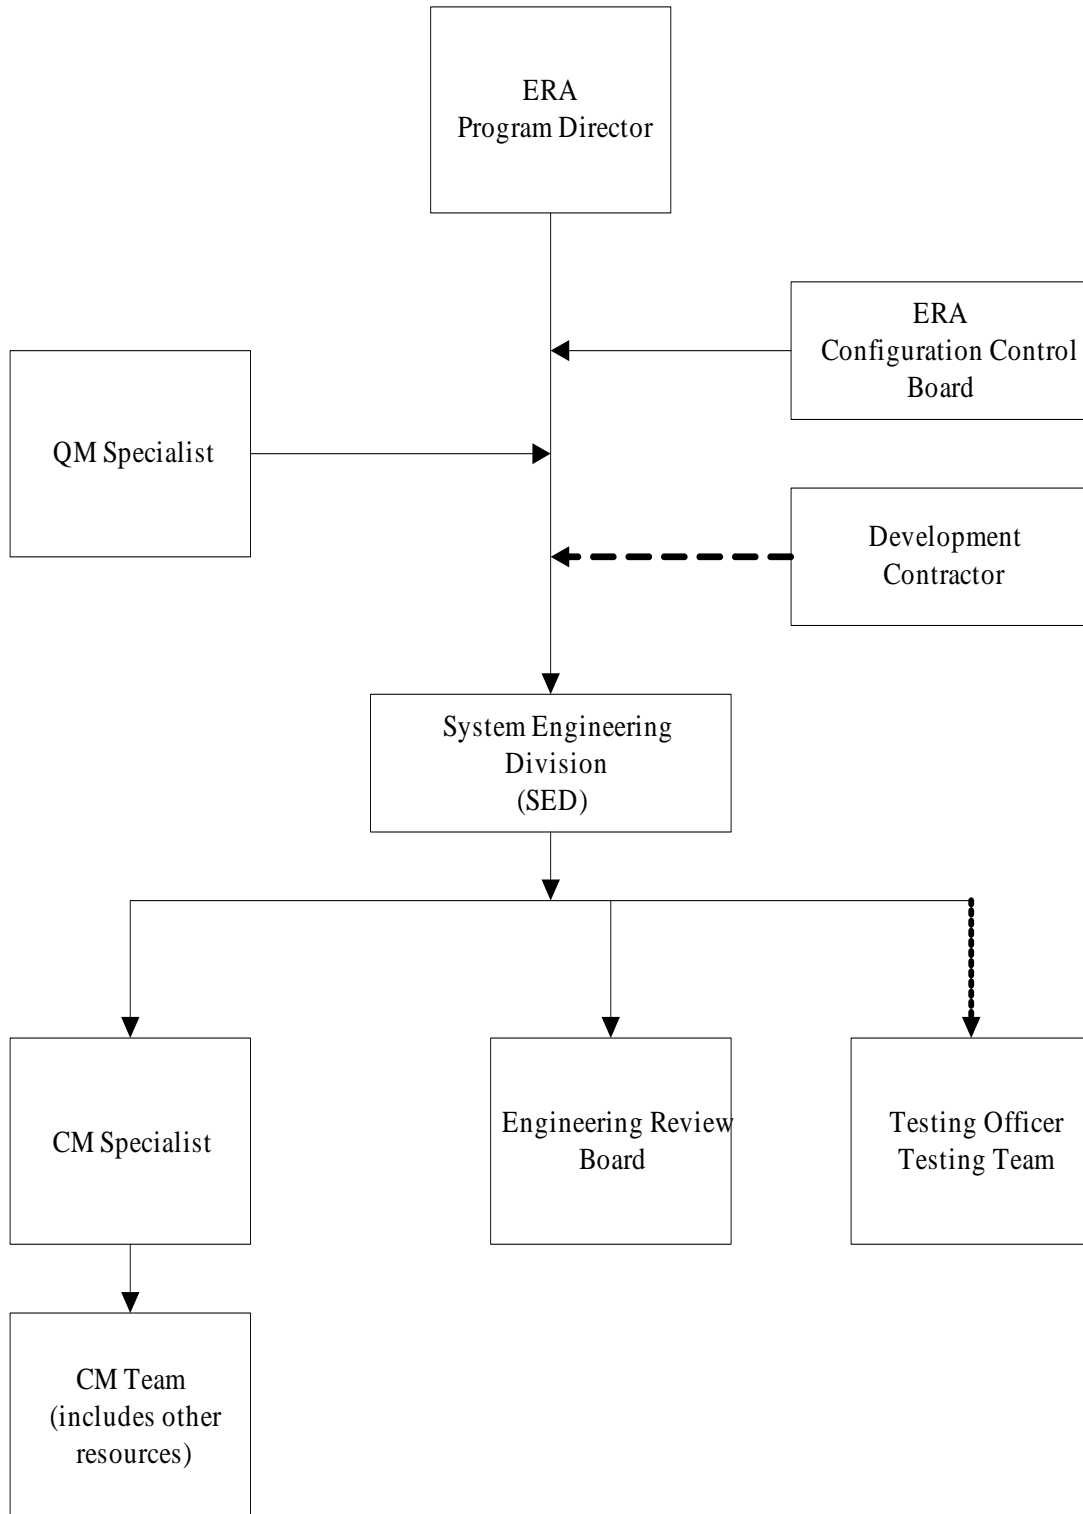 ERA
Program Director
ERA
Configuration Control
Board
QM Specialist
Development
Contractor
System Engineering
Division
(SED)
CM Specialist
Engineering Review
Board
Testing Officer
Testing Team
CM Team
(includes other
resources)